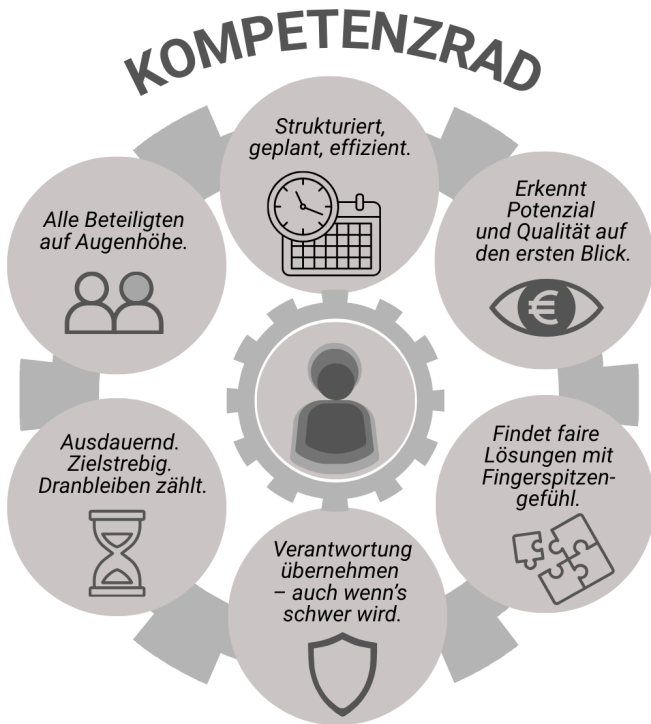 KOMPETENZRAD
Strukturiert,
geplant, effizient.
Erkennt
Potenzial
und Qualität auf
den ersten Blick.
Findet faire
Lösungen mit
Fingerspitzen-
gefühl.
Verantwortung
übernehmen
– auch wenn's
schwer wird.
Ausdauernd.
Zielstrebig.
Dranbleiben zählt.
Alle Beteiligten
auf Augenhöhe.
€